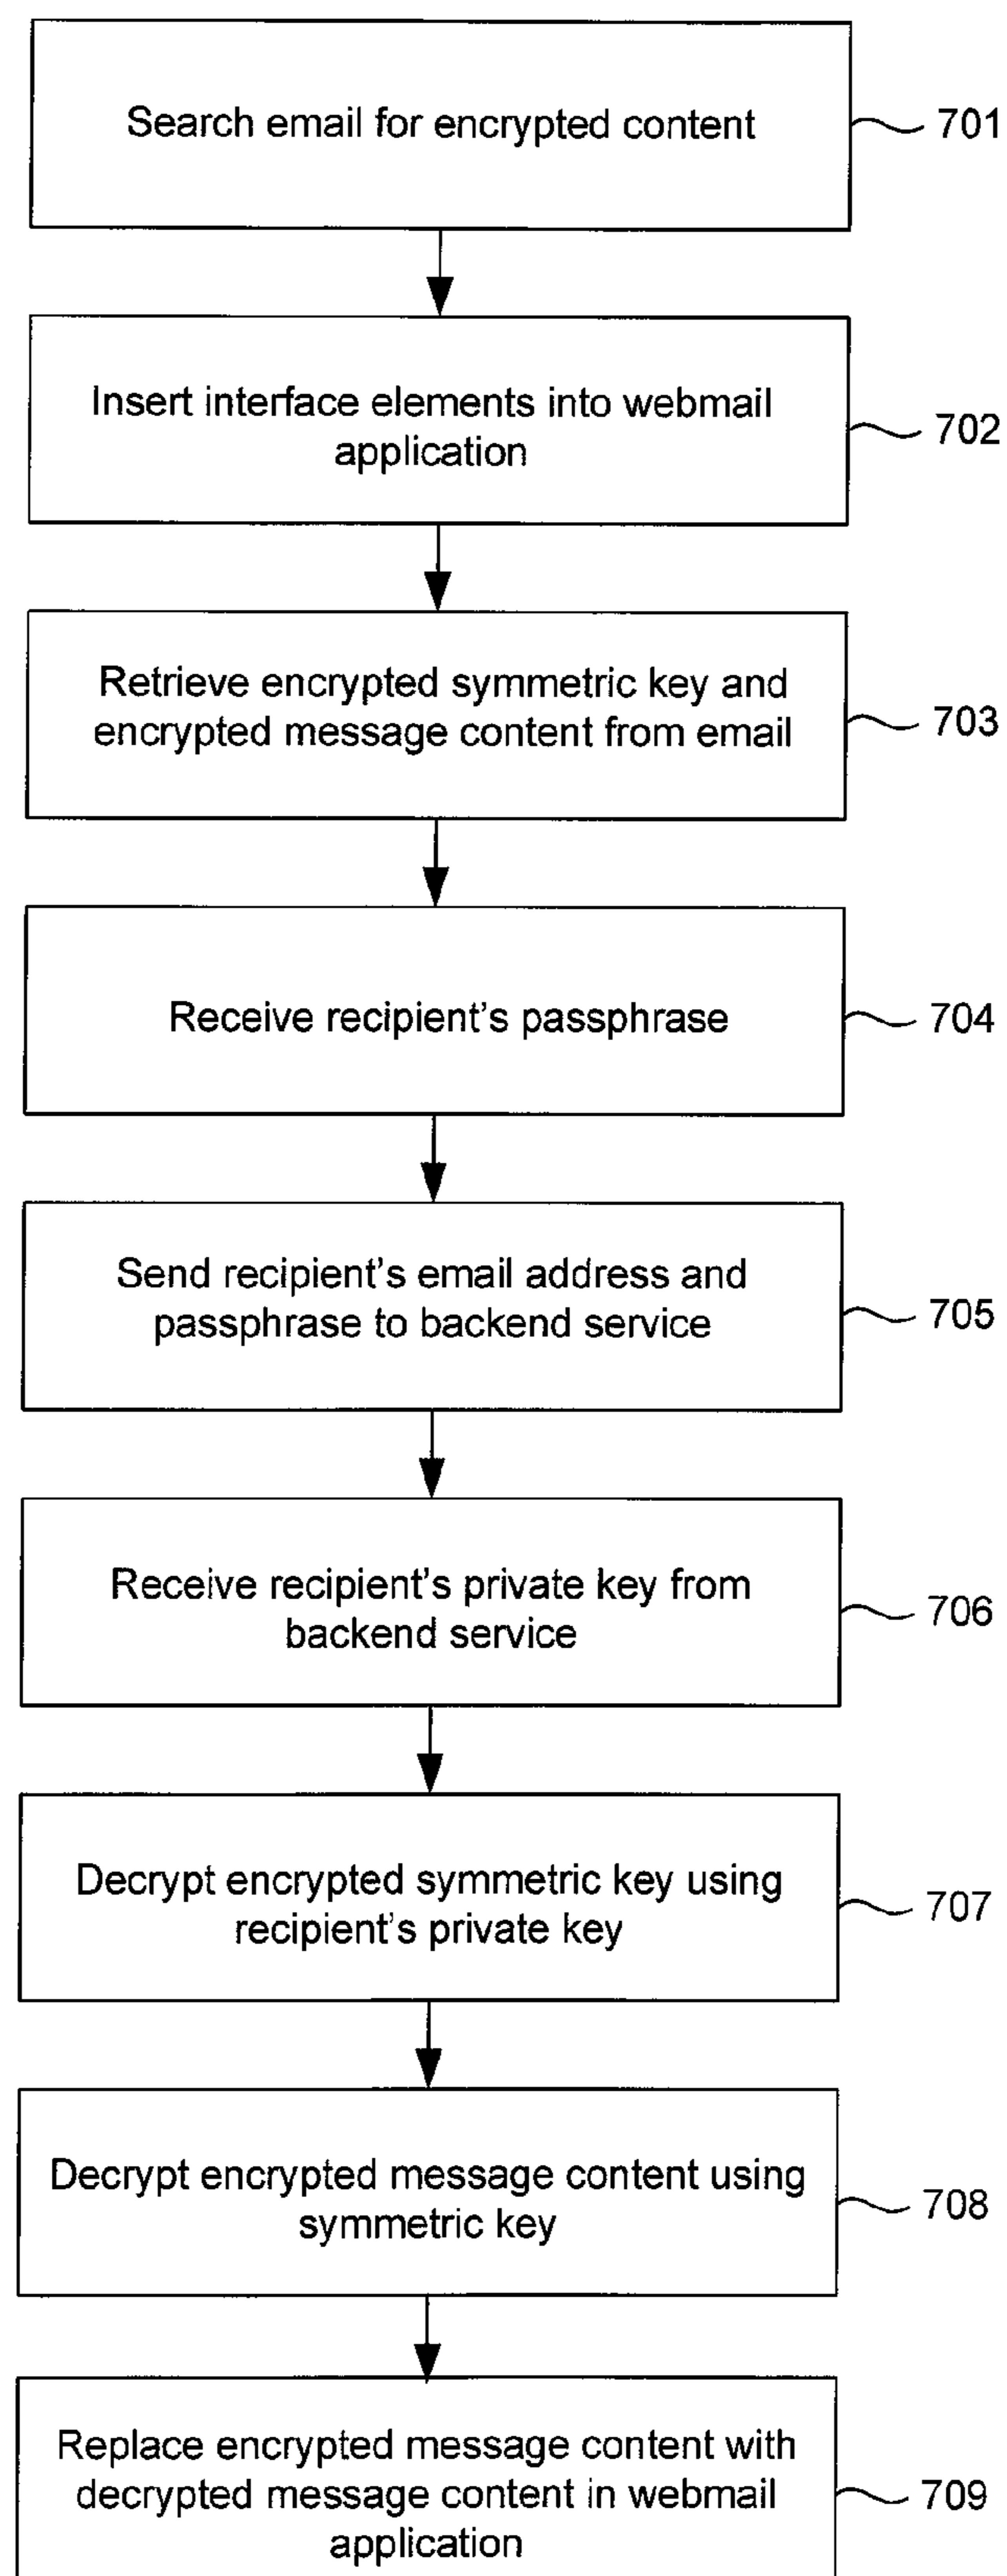 Search email for encrypted content
701
Insert interface elements into webmail
application
702
Retrieve encrypted symmetric key and
encrypted message content from email
703
Receive recipient's passphrase
704
Send recipient's email address and
passphrase to backend service
705
Receive recipient's private key from
backend service
706
Decrypt encrypted symmetric key using
recipient's private key
707
Decrypt encrypted message content using
symmetric key
708
Replace encrypted message content with
decrypted message content in webmail
application
709